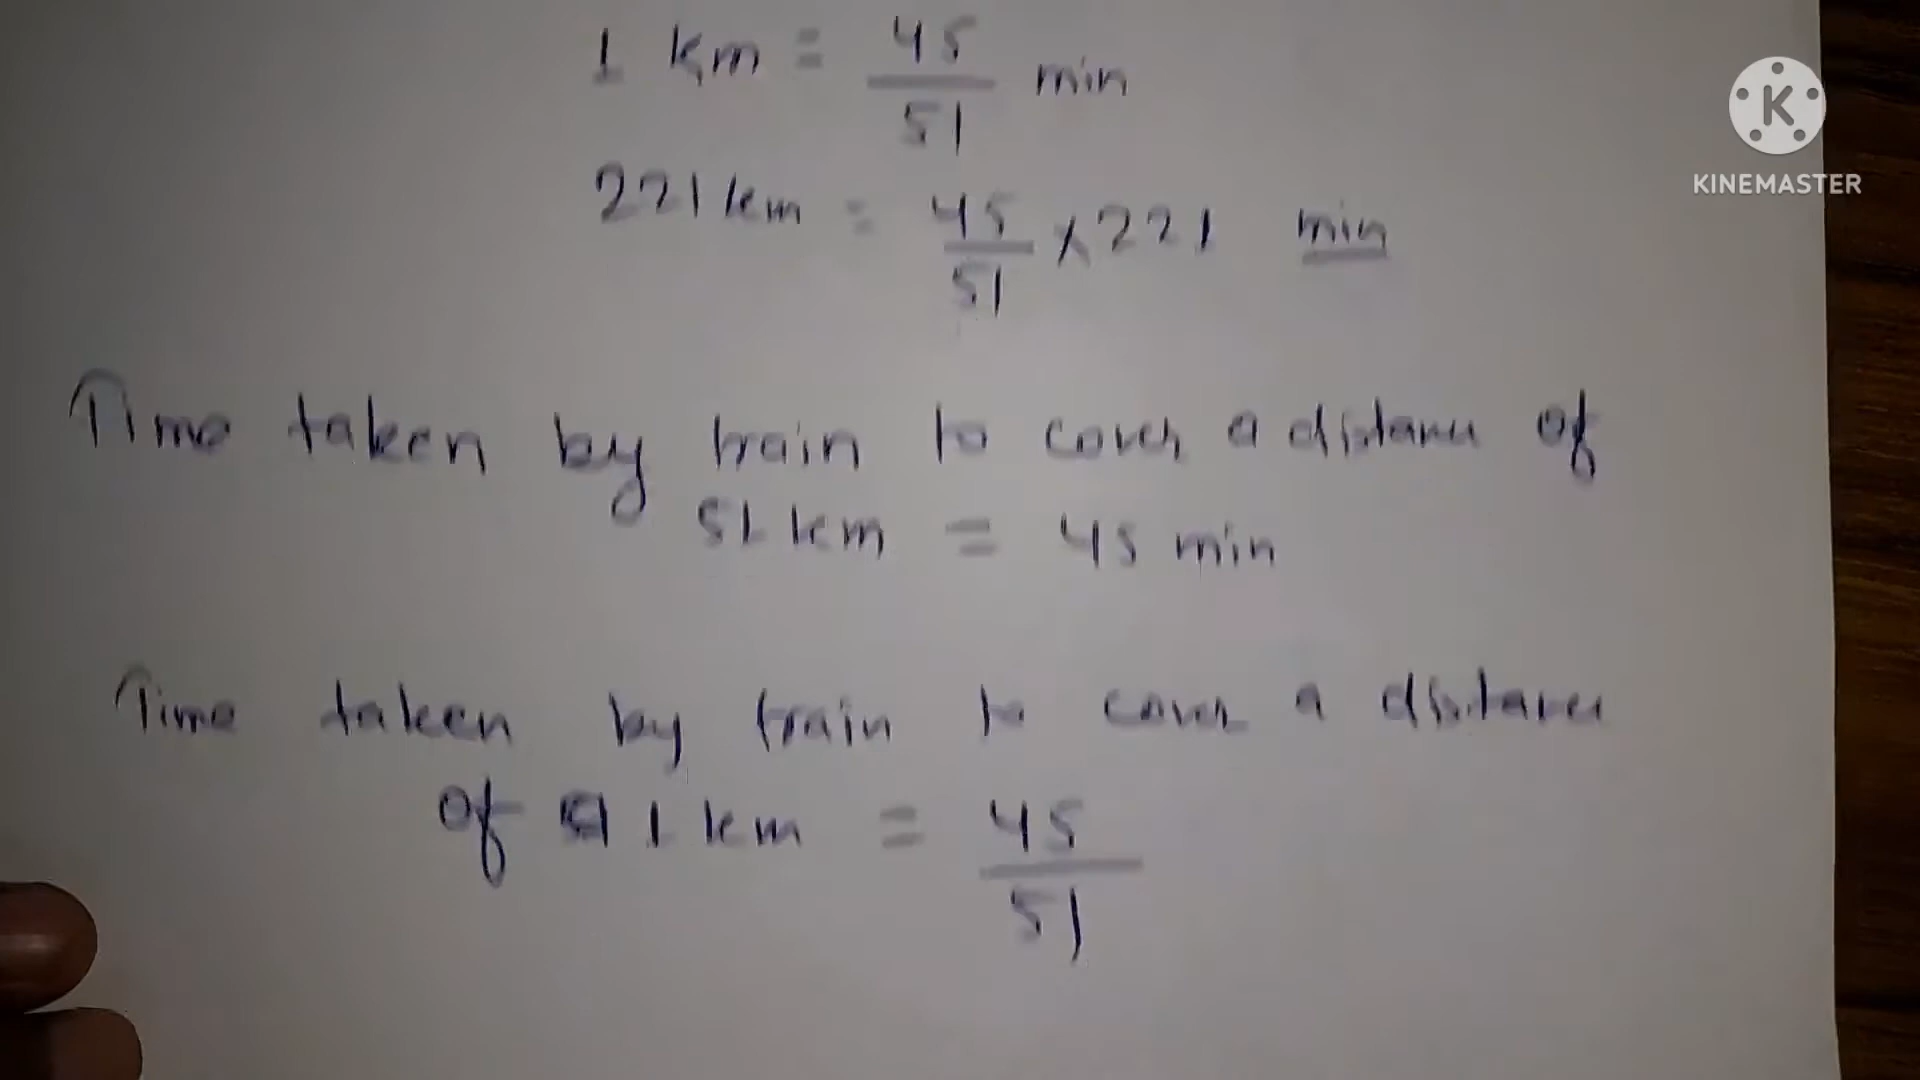 1 km = 45/51 min
221 km = 45/51 × 221 min
Time taken by train to cover a distance of
51 km = 45 min
Time taken by train to cover a distance
of 1 km = 45/51
K
KINEMASTER